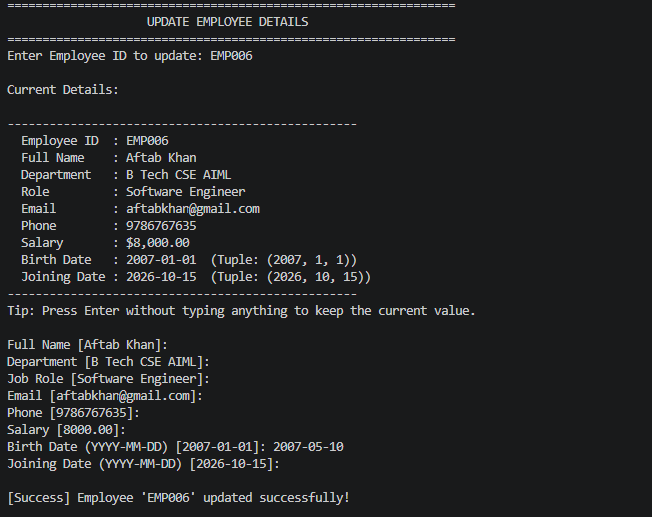 ================================================================
UPDATE EMPLOYEE DETAILS
================================================================
Enter Employee ID to update: EMP006
Current Details:
--------------------------------------------------
Employee ID  : EMP006
Full Name    : Aftab Khan
Department   : B Tech CSE AIML
Role         : Software Engineer
Email        : aftabkhan@gmail.com
Phone        : 9786767635
Salary       : $8,000.00
Birth Date   : 2007-01-01  (Tuple: (2007, 1, 1))
Joining Date : 2026-10-15  (Tuple: (2026, 10, 15))
--------------------------------------------------
Tip: Press Enter without typing anything to keep the current value.
Full Name [Aftab Khan]:
Department [B Tech CSE AIML]:
Job Role [Software Engineer]:
Email [aftabkhan@gmail.com]:
Phone [9786767635]:
Salary [8000.00]:
Birth Date (YYYY-MM-DD) [2007-01-01]: 2007-05-10
Joining Date (YYYY-MM-DD) [2026-10-15]:
[Success] Employee 'EMP006' updated successfully!